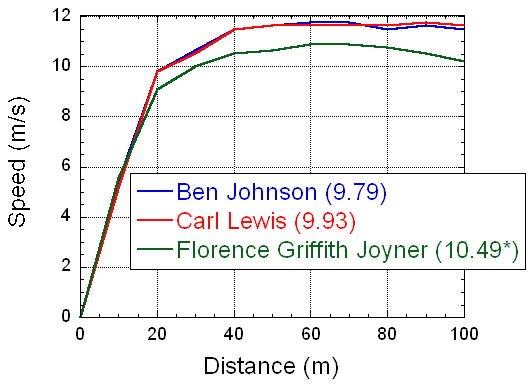 12
10
8
6
4
2
0
Speed (m/s)
Ben Johnson (9.79)
Carl Lewis (9.93)
Florence Griffith Joyner (10.49*)
0 20 40 60 80 100
Distance (m)